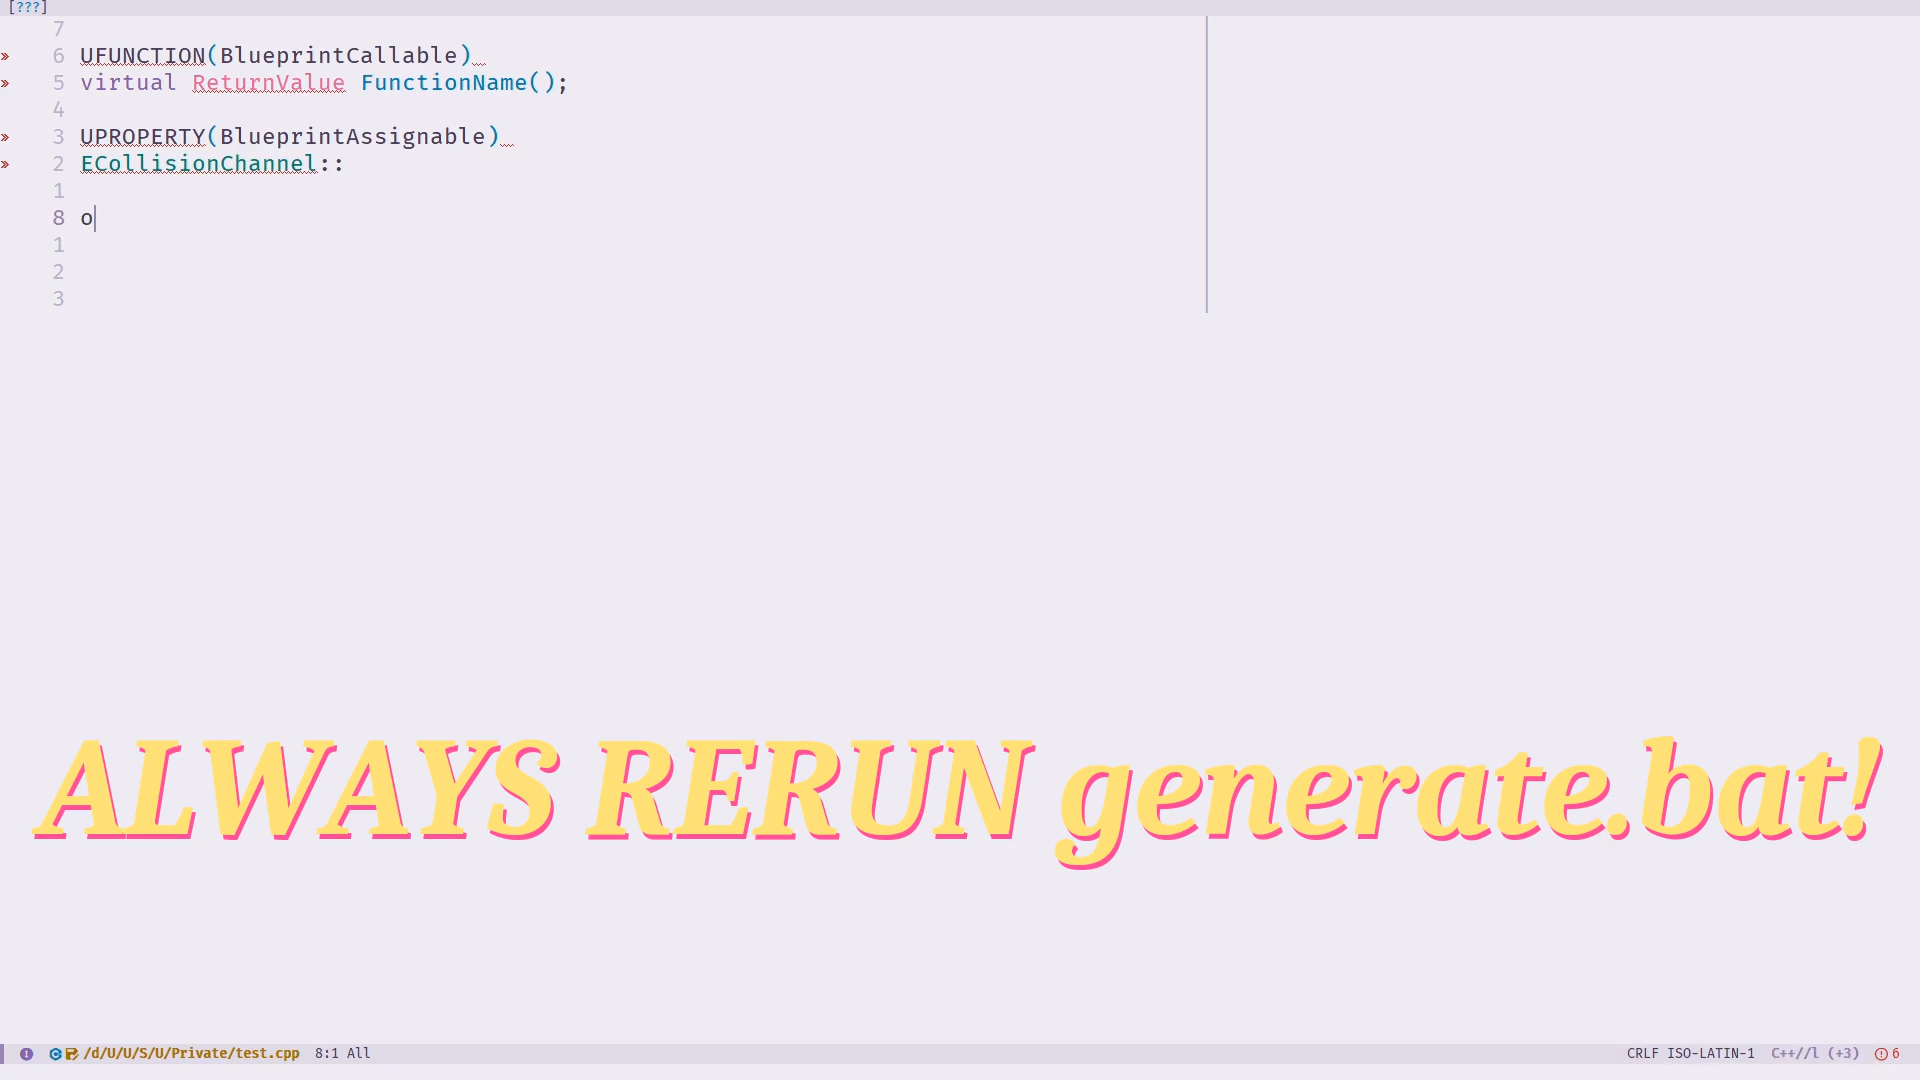 [???]
7
6 UFUNCTION(BlueprintCallable)
5 virtual ReturnValue FunctionName();
4
3 UPROPERTY(BlueprintAssignable)
2 ECollisionChannel::
1
8 o
1
2
3
ALWAYS RERUN generate.bat!
/d/U/U/S/U/Private/test.cpp 8:1 All CRLF ISO-LATIN-1 C++//l (+3) 6